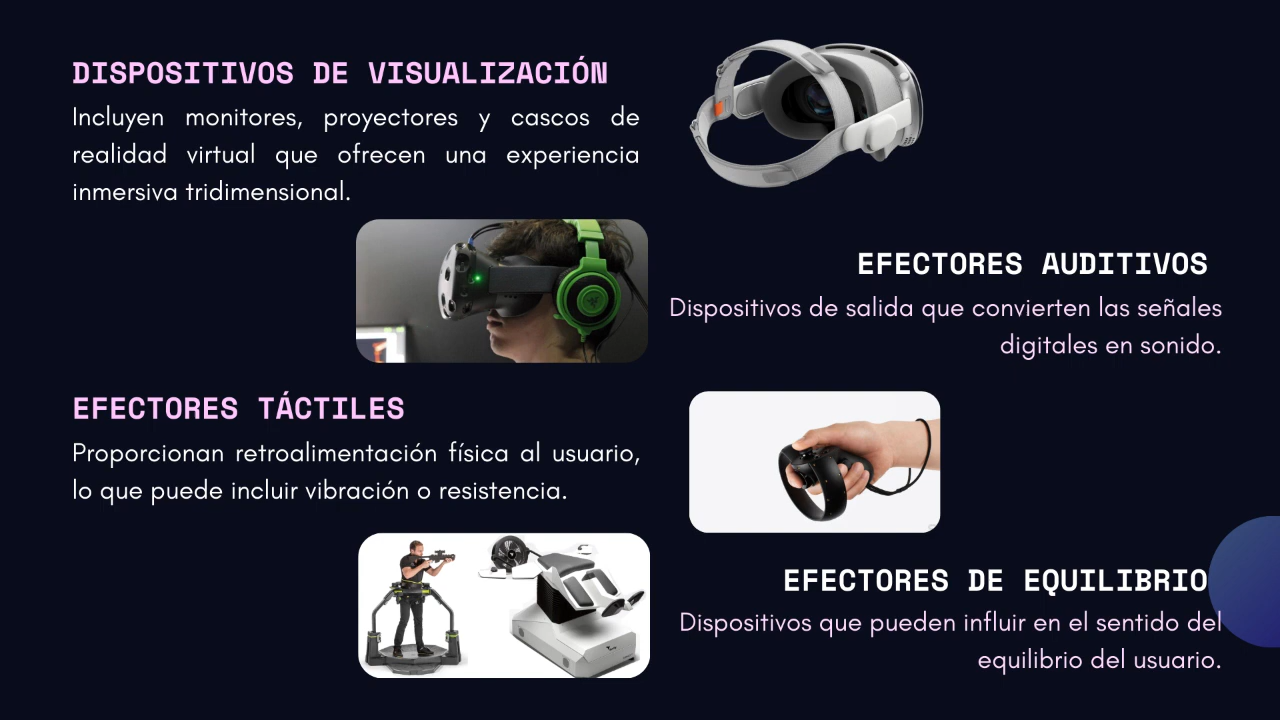 DISPOSITIVOS DE VISUALIZACIÓN
Incluyen monitores, proyectores y cascos de
realidad virtual que ofrecen una experiencia
inmersiva tridimensional.
EFECTORES AUDITIVOS
Dispositivos de salida que convierten las señales
digitales en sonido.
EFECTORES TÁCTILES
Proporcionan retroalimentación física al usuario,
lo que puede incluir vibración o resistencia.
EFECTORES DE EQUILIBRIO
Dispositivos que pueden influir en el sentido del
equilibrio del usuario.